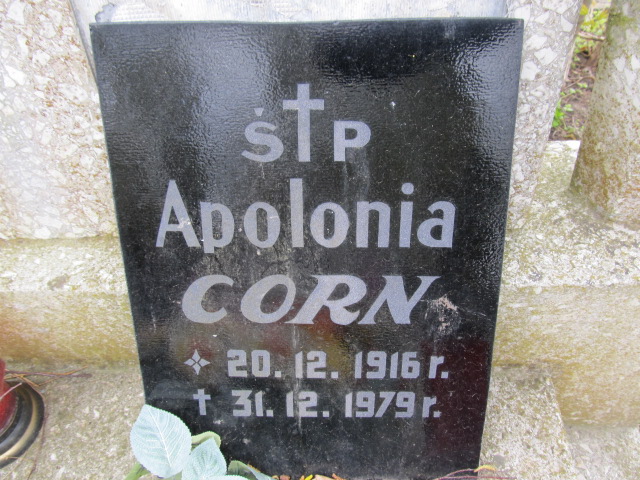 Ś†P
Apolonia
CORN
20. 12. 1916 r.
† 31. 12. 1979 r.